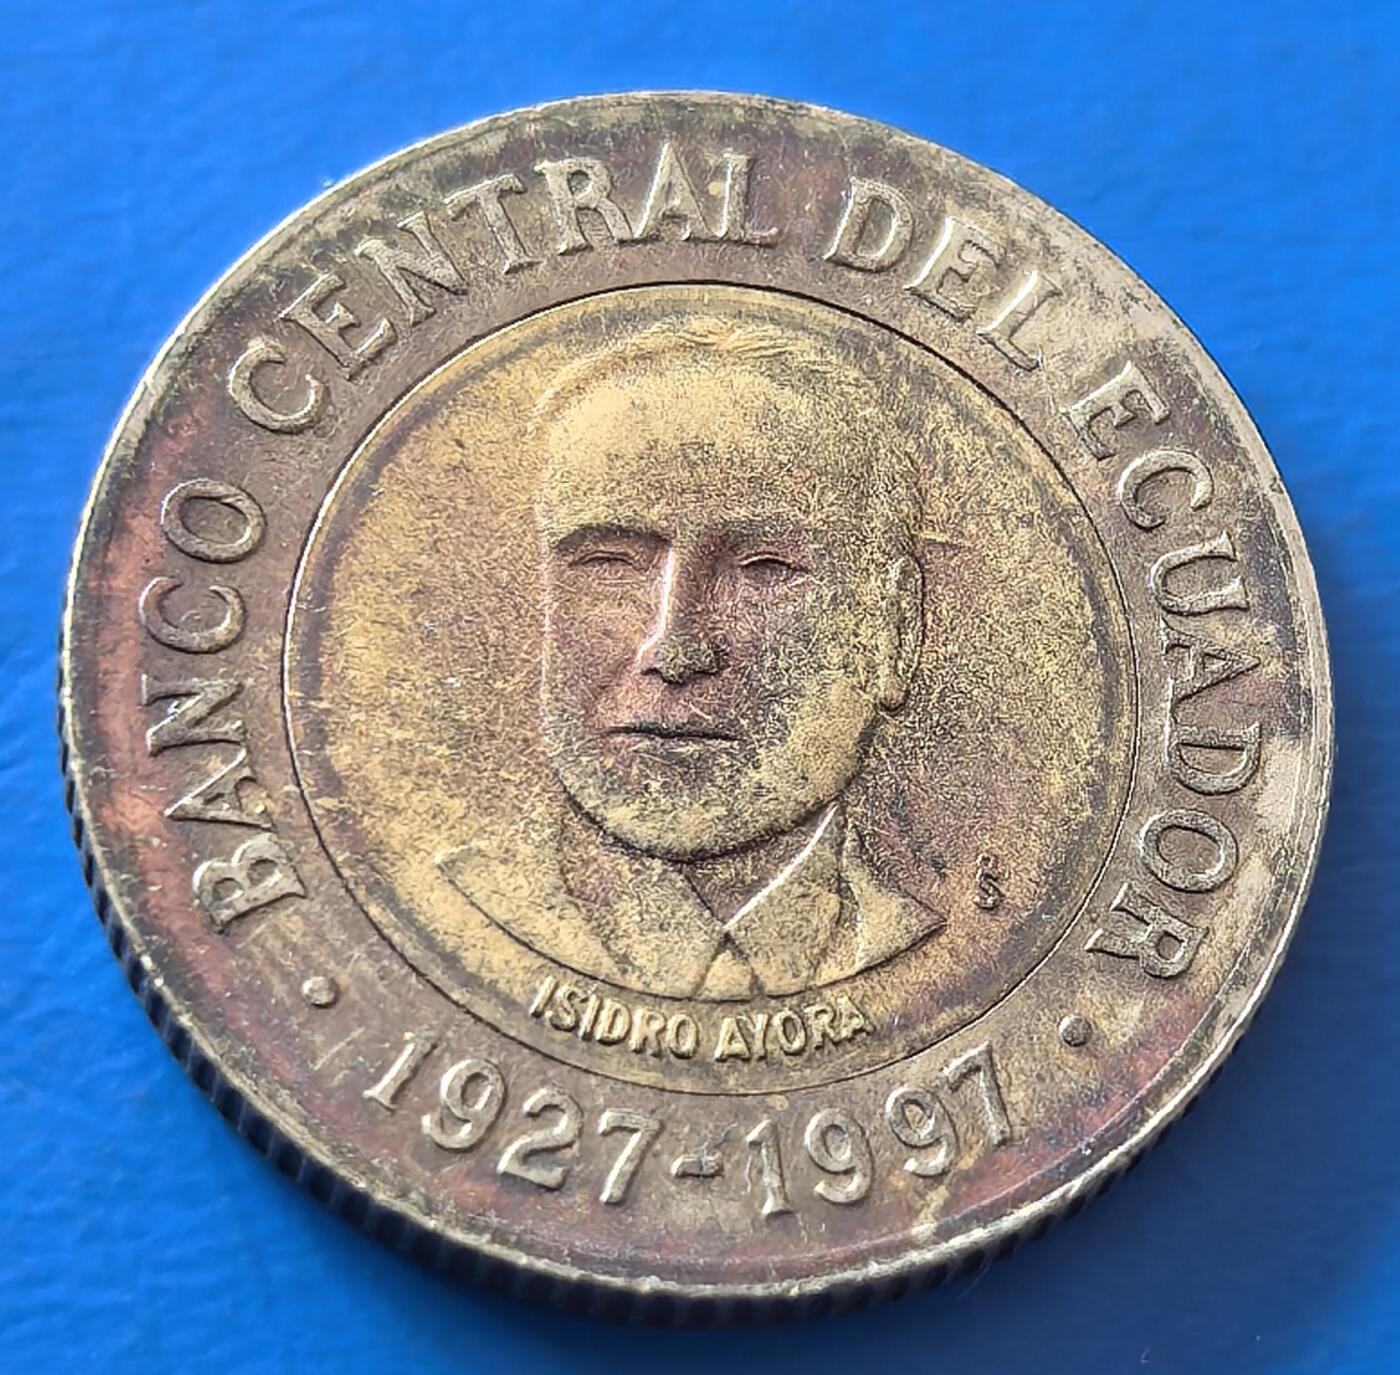 BANCO CENTRAL DEL ECUADOR
ISIDRO AYORA
· 1927-1997 ·